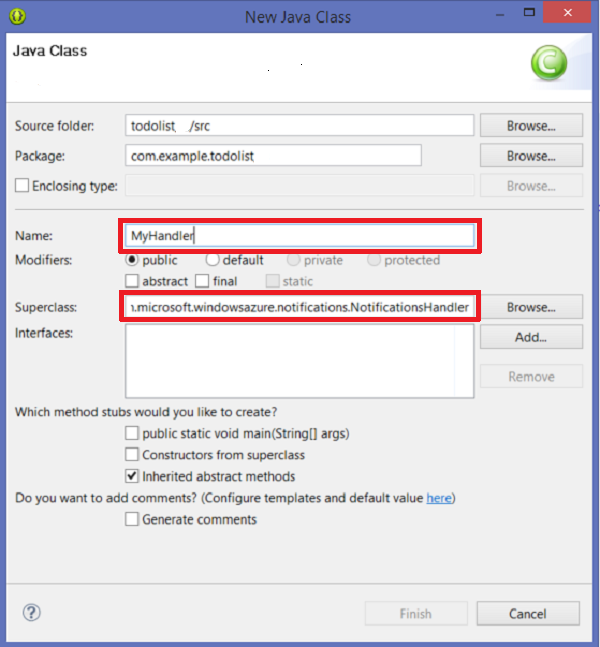 New Java Class
Java Class
Source folder: todolist /src Browse...
Package: com.example.todolist Browse...
Enclosing type: Browse...
Name: MyHandler
Modifiers: public default private protected
abstract final static
Superclass: .microsoft.windowsazure.notifications.NotificationsHandler Browse...
Interfaces: Add...
Remove
Which method stubs would you like to create?
public static void main(String[] args)
Constructors from superclass
Inherited abstract methods
Do you want to add comments? (Configure templates and default value here)
Generate comments
Finish Cancel